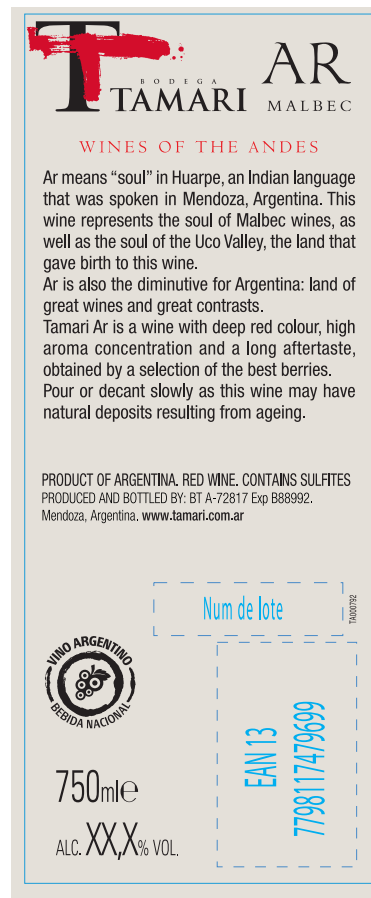 T
BODEGA
TAMARI
AR
MALBEC
WINES OF THE ANDES
Ar means “soul” in Huarpe, an Indian language
that was spoken in Mendoza, Argentina. This
wine represents the soul of Malbec wines, as
well as the soul of the Uco Valley, the land that
gave birth to this wine.
Ar is also the diminutive for Argentina: land of
great wines and great contrasts.
Tamari Ar is a wine with deep red colour, high
aroma concentration and a long aftertaste,
obtained by a selection of the best berries.
Pour or decant slowly as this wine may have
natural deposits resulting from ageing.
PRODUCT OF ARGENTINA. RED WINE. CONTAINS SULFITES
PRODUCED AND BOTTLED BY: BT A-72817 Exp B88992.
Mendoza, Argentina. www.tamari.com.ar
Num de lote
TA000792
VINO ARGENTINO
BEBIDA NACIONAL
EAN 13
7798117479699
750ml℮
ALC. XX,X% VOL.